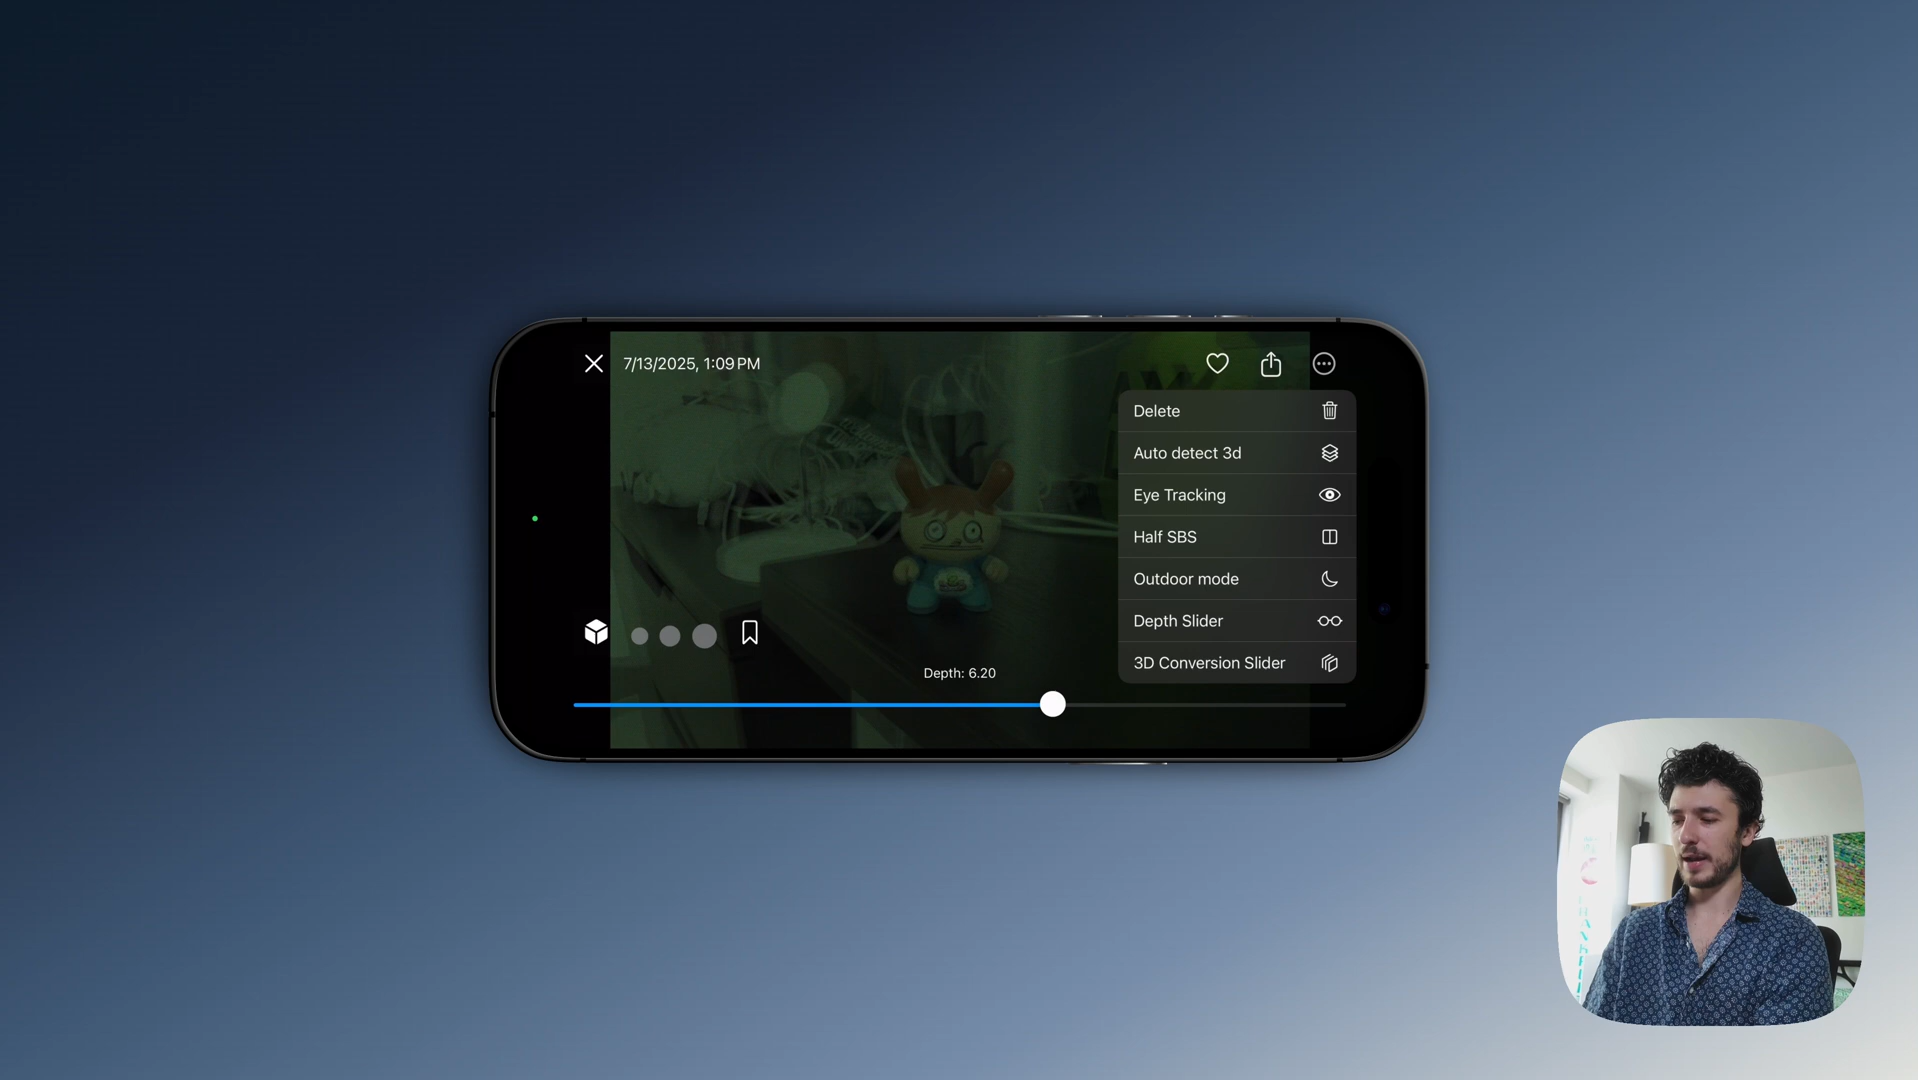 7/13/2025, 1:09 PM
Delete
Auto detect 3d
Eye Tracking
Half SBS
Outdoor mode
Depth Slider
3D Conversion Slider
Depth: 6.20